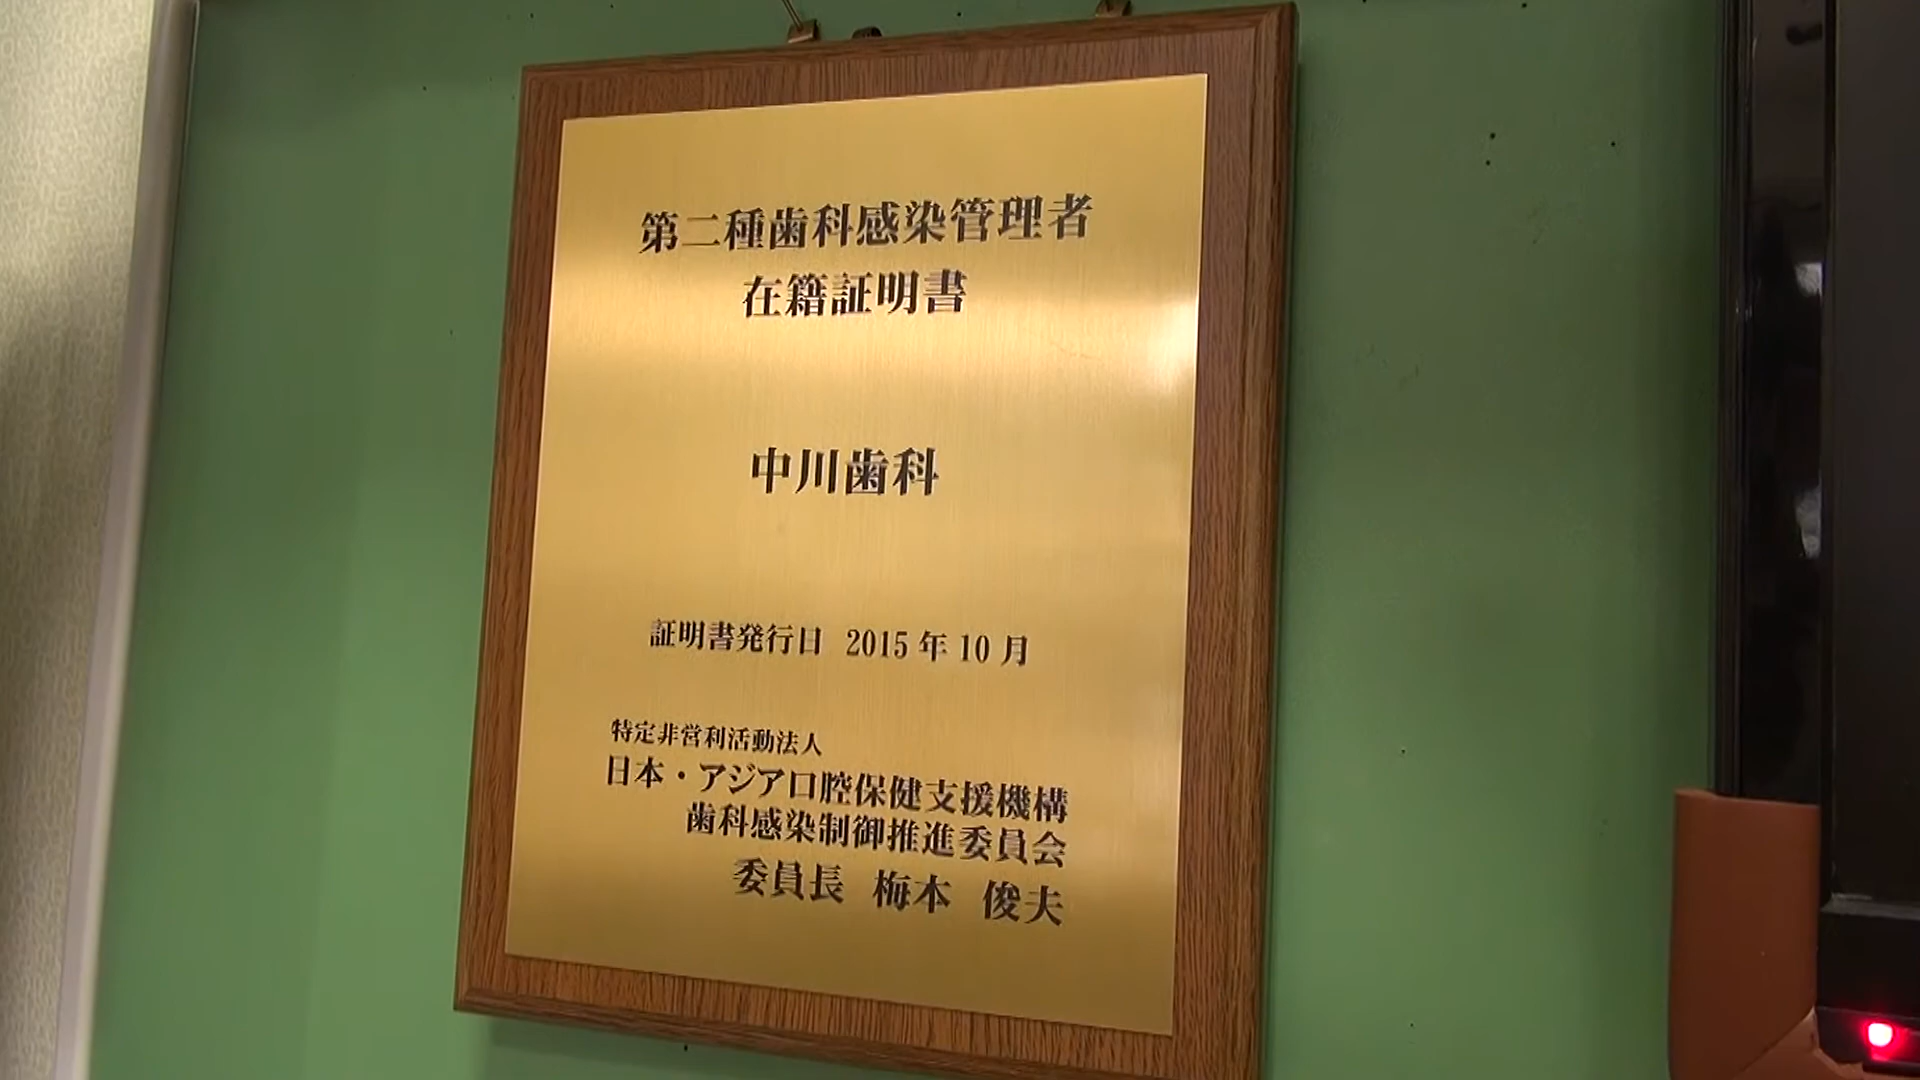 第二種歯科感染管理者
在籍証明書
中川歯科
証明書発行日 2015年10月
特定非営利活動法人
日本・アジア口腔保健支援機構
歯科感染制御推進委員会
委員長 梅本 俊夫